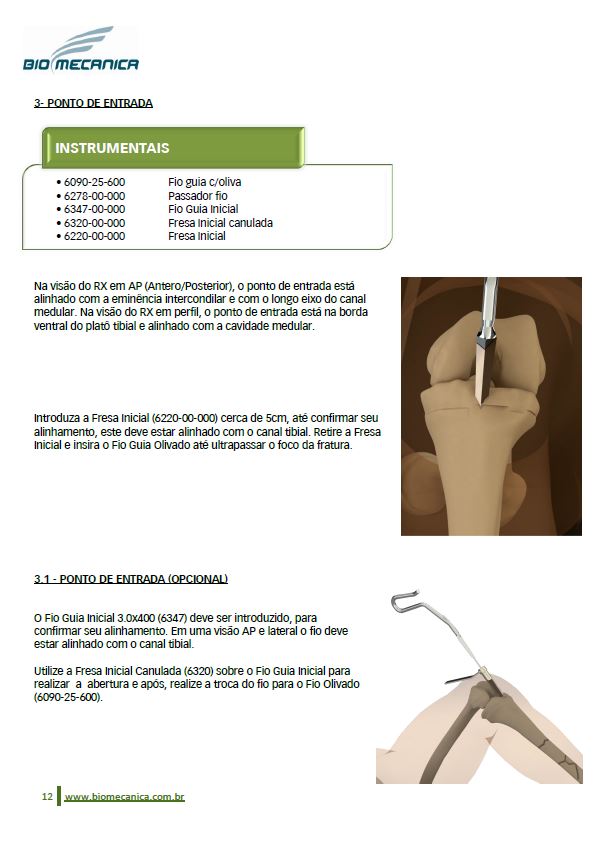 BIOMECANICA
3- PONTO DE ENTRADA
INSTRUMENTAIS
• 6090-25-600 Fio guia c/oliva
• 6278-00-000 Passador fio
• 6347-00-000 Fio Guia Inicial
• 6320-00-000 Fresa Inicial canulada
• 6220-00-000 Fresa Inicial
Na visão do RX em AP (Antero/Posterior), o ponto de entrada está
alinhado com a eminência intercondilar e com o longo eixo do canal
medular. Na visão do RX em perfil, o ponto de entrada está na borda
ventral do platô tibial e alinhado com a cavidade medular.
Introduza a Fresa Inicial (6220-00-000) cerca de 5cm, até confirmar seu
alinhamento, este deve estar alinhado com o canal tibial. Retire a Fresa
Inicial e insira o Fio Guia Olivado até ultrapassar o foco da fratura.
3.1 - PONTO DE ENTRADA (OPCIONAL)
O Fio Guia Inicial 3.0x400 (6347) deve ser introduzido, para
confirmar seu alinhamento. Em uma visão AP e lateral o fio deve
estar alinhado com o canal tibial.
Utilize a Fresa Inicial Canulada (6320) sobre o Fio Guia Inicial para
realizar a abertura e após, realize a troca do fio para o Fio Olivado
(6090-25-600).
12 www.biomecanica.com.br